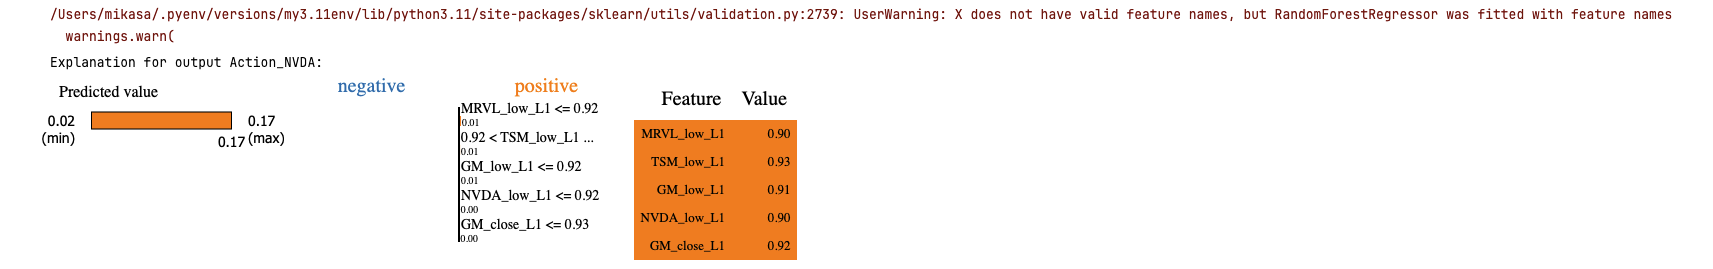 /Users/mikasa/.pyenv/versions/my3.11env/lib/python3.11/site-packages/sklearn/utils/validation.py:2739: UserWarning: X does not have valid feature names, but RandomForestRegressor was fitted with feature names
  warnings.warn(
Explanation for output Action_NVDA:
Predicted value
0.02
(min)
0.17
(max)
0.17
negative
positive
MRVL_low_L1 <= 0.92
0.01
0.92 < TSM_low_L1 ...
0.01
GM_low_L1 <= 0.92
0.01
NVDA_low_L1 <= 0.92
0.00
GM_close_L1 <= 0.93
0.00
Feature Value
MRVL_low_L1 0.90
TSM_low_L1 0.93
GM_low_L1 0.91
NVDA_low_L1 0.90
GM_close_L1 0.92